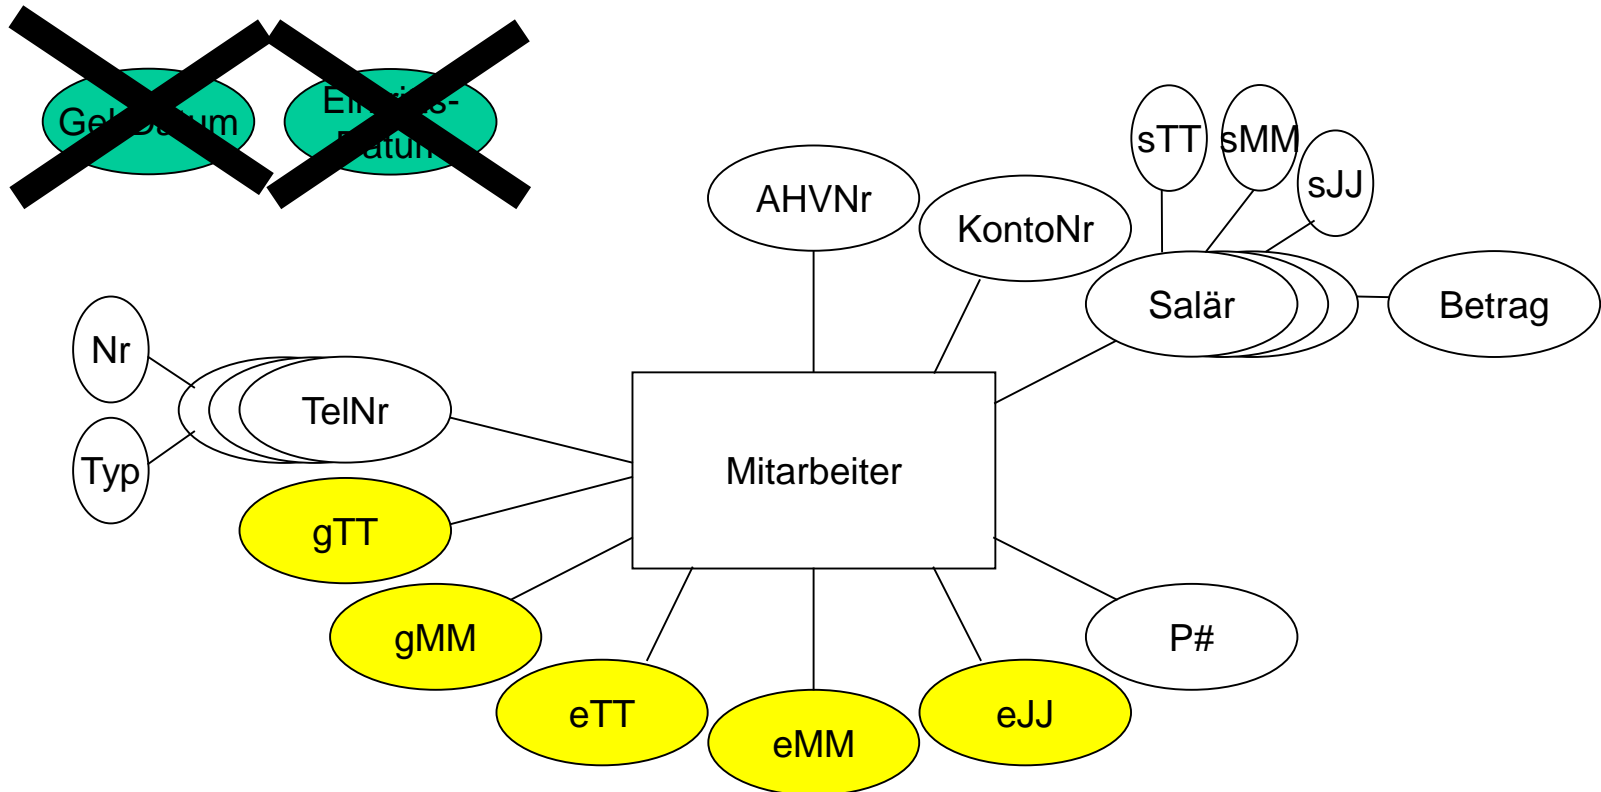 AHVNr
KontoNr
sTT
sMM
sJJ
Salär
Betrag
Nr
Typ
TelNr
Mitarbeiter
gTT
gMM
eTT
eMM
eJJ
P#